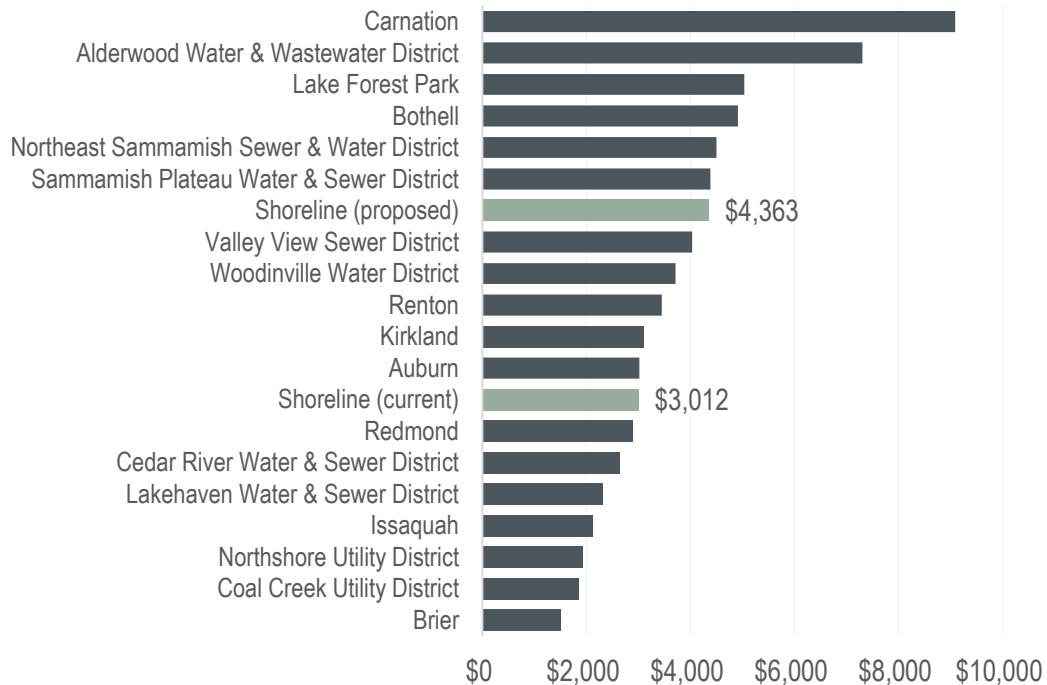 Carnation
Alderwood Water & Wastewater District
Lake Forest Park
Bothell
Northeast Sammamish Sewer & Water District
Sammamish Plateau Water & Sewer District
Shoreline (proposed) $4,363
Valley View Sewer District
Woodinville Water District
Renton
Kirkland
Auburn
Shoreline (current) $3,012
Redmond
Cedar River Water & Sewer District
Lakehaven Water & Sewer District
Issaquah
Northshore Utility District
Coal Creek Utility District
Brier
$0 $2,000 $4,000 $6,000 $8,000 $10,000